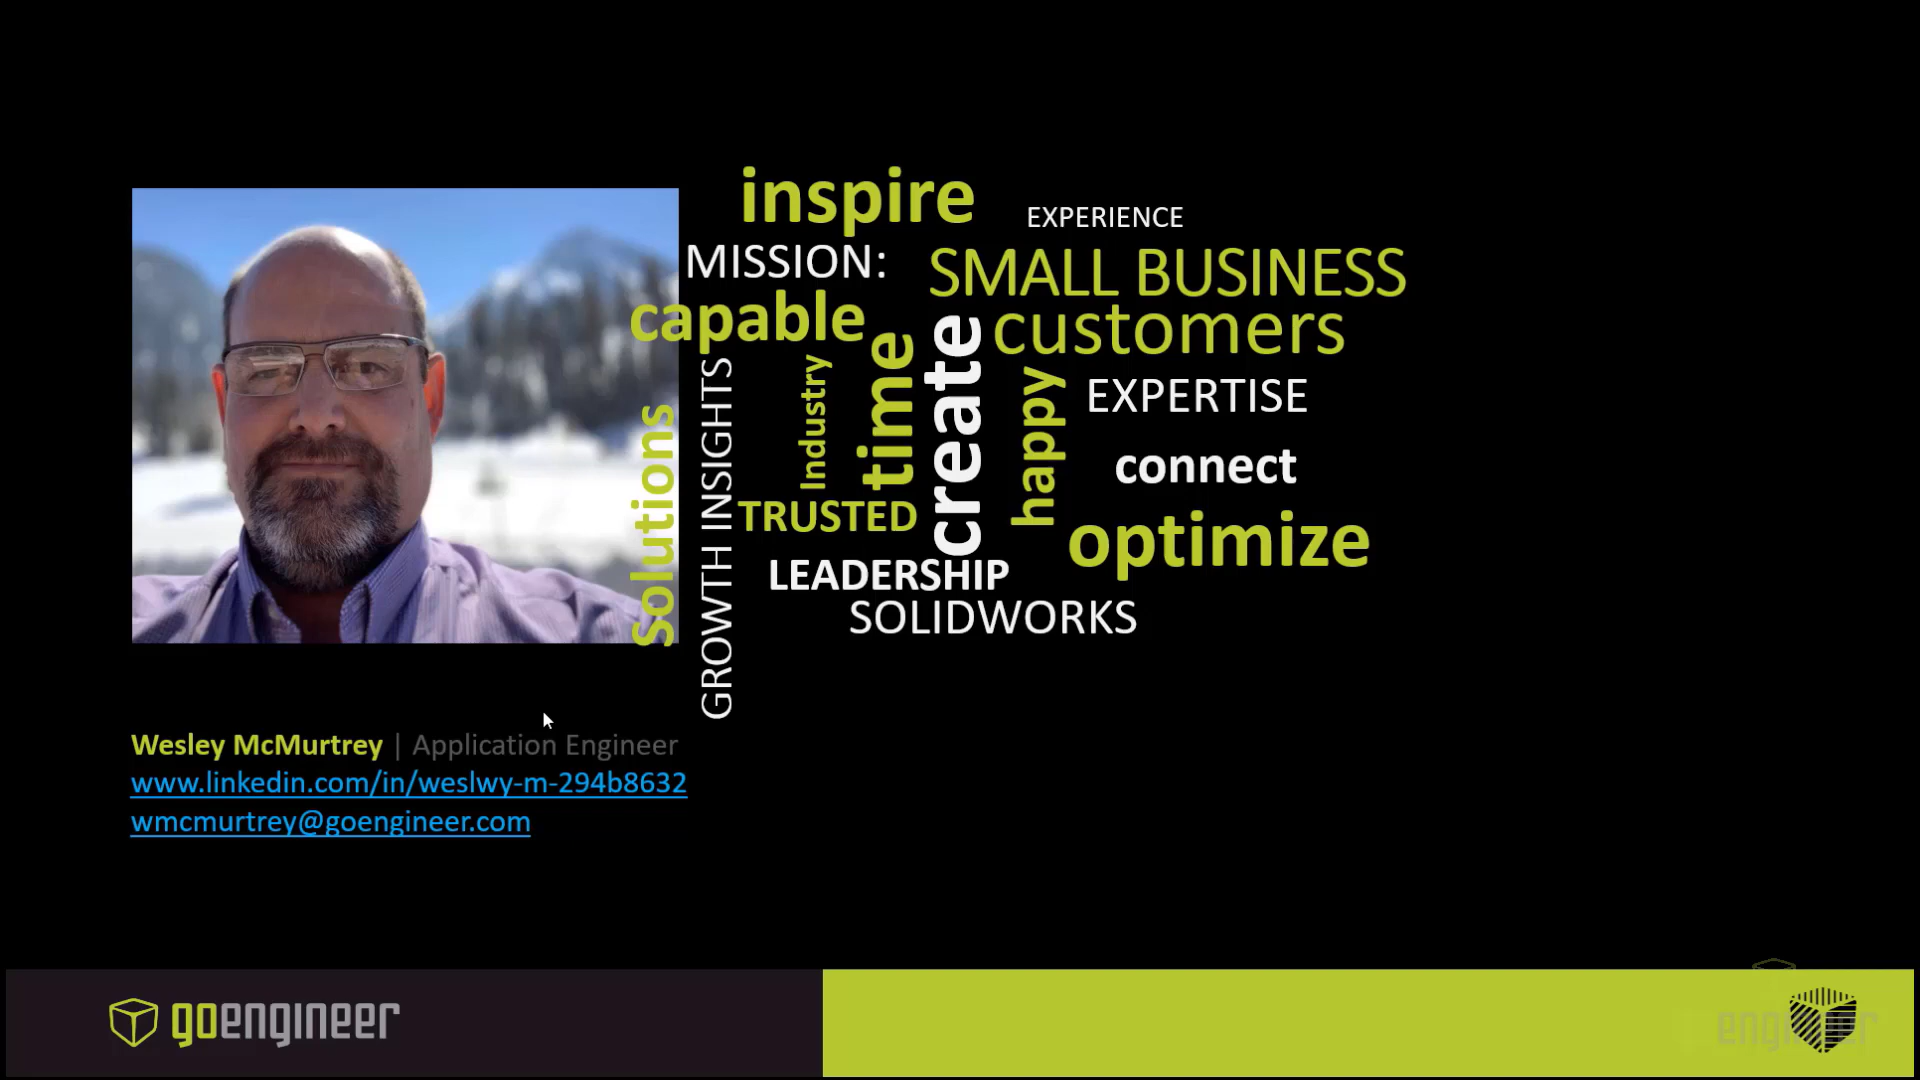 inspire
EXPERIENCE
MISSION:
SMALL BUSINESS
capable
customers
time
create
Industry
happy
EXPERTISE
GROWTH INSIGHTS
Solutions
connect
TRUSTED
optimize
LEADERSHIP
SOLIDWORKS
Wesley McMurtrey | Application Engineer
www.linkedin.com/in/weslwy-m-294b8632
wmcmurtrey@goengineer.com
goengineer
engineer